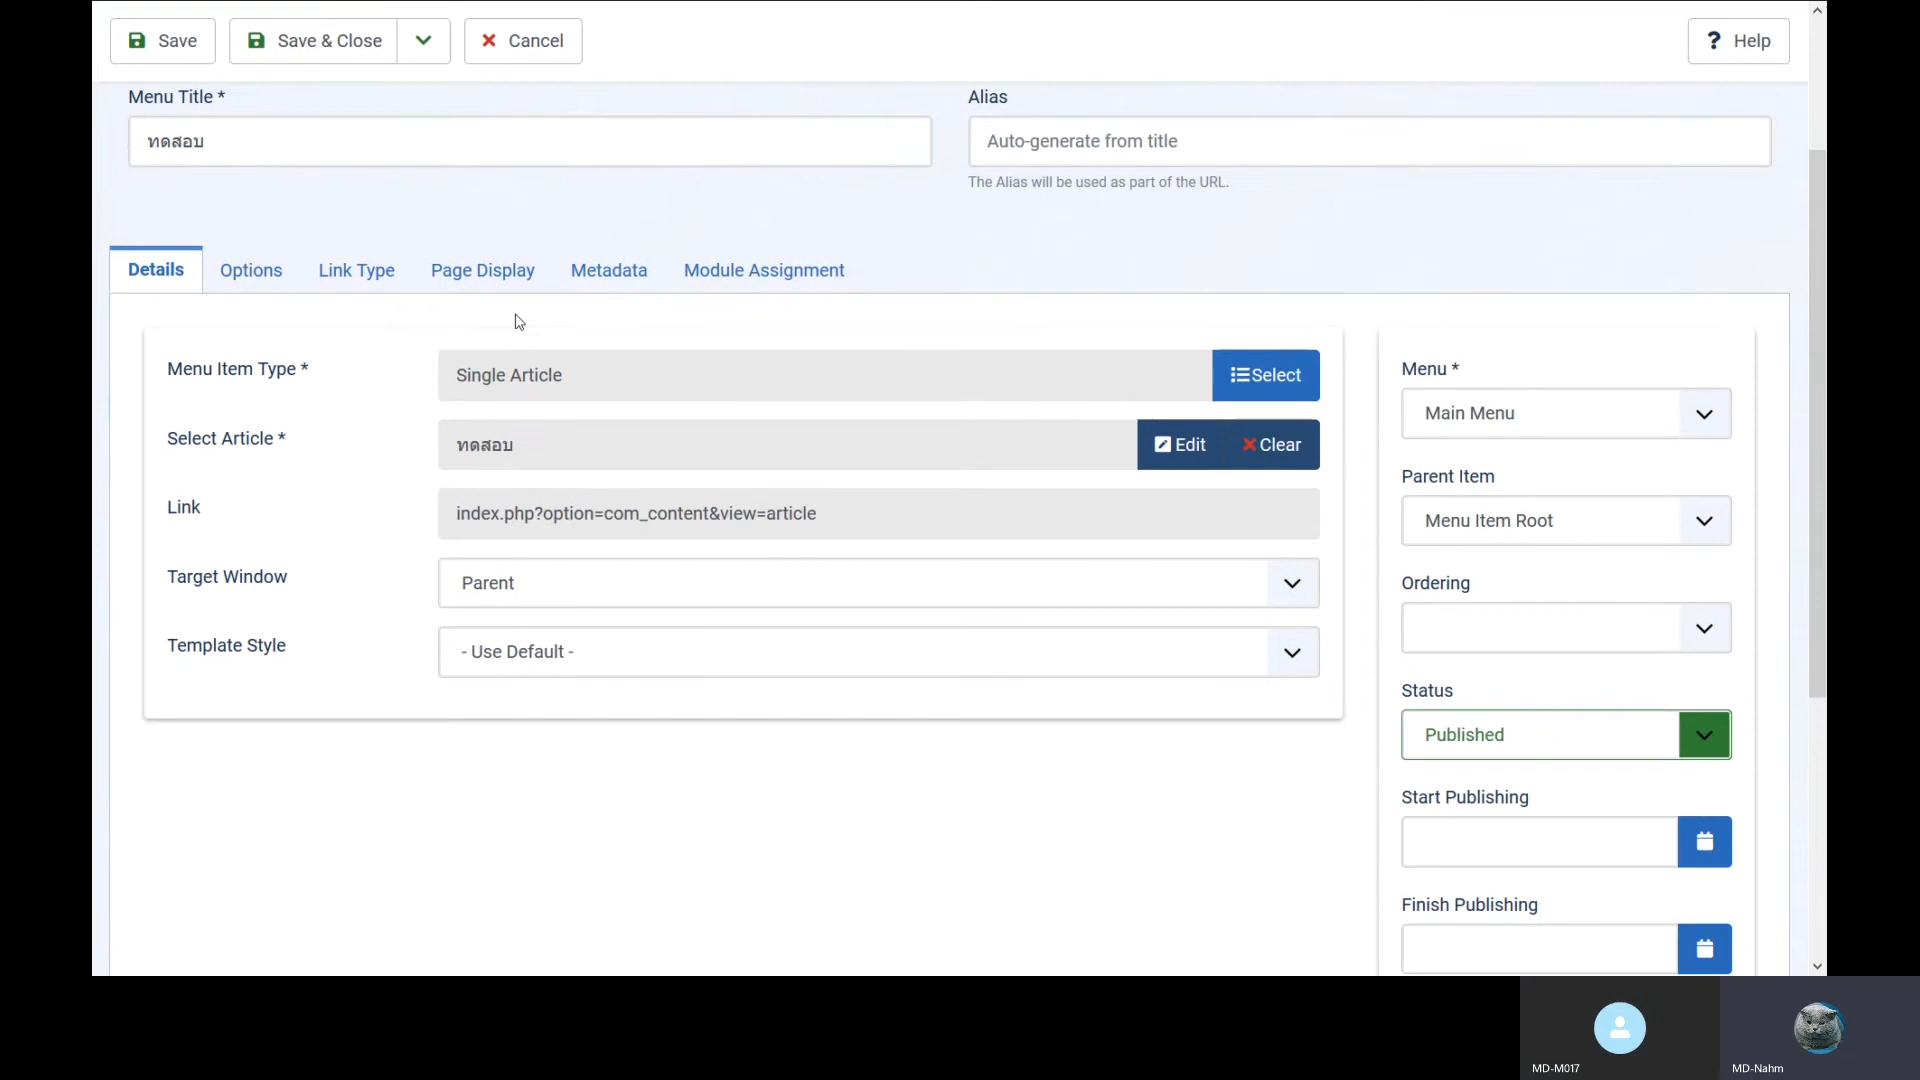 Save
Save & Close
Cancel
? Help
Menu Title *
Alias
ทดสอบ
Auto-generate from title
The Alias will be used as part of the URL.
Details
Options
Link Type
Page Display
Metadata
Module Assignment
Menu Item Type *
Single Article
Select
Select Article *
ทดสอบ
Edit
Clear
Link
index.php?option=com_content&view=article
Target Window
Parent
Template Style
- Use Default -
Menu *
Main Menu
Parent Item
Menu Item Root
Ordering
Status
Published
Start Publishing
Finish Publishing
MD-M017
MD-Nahm